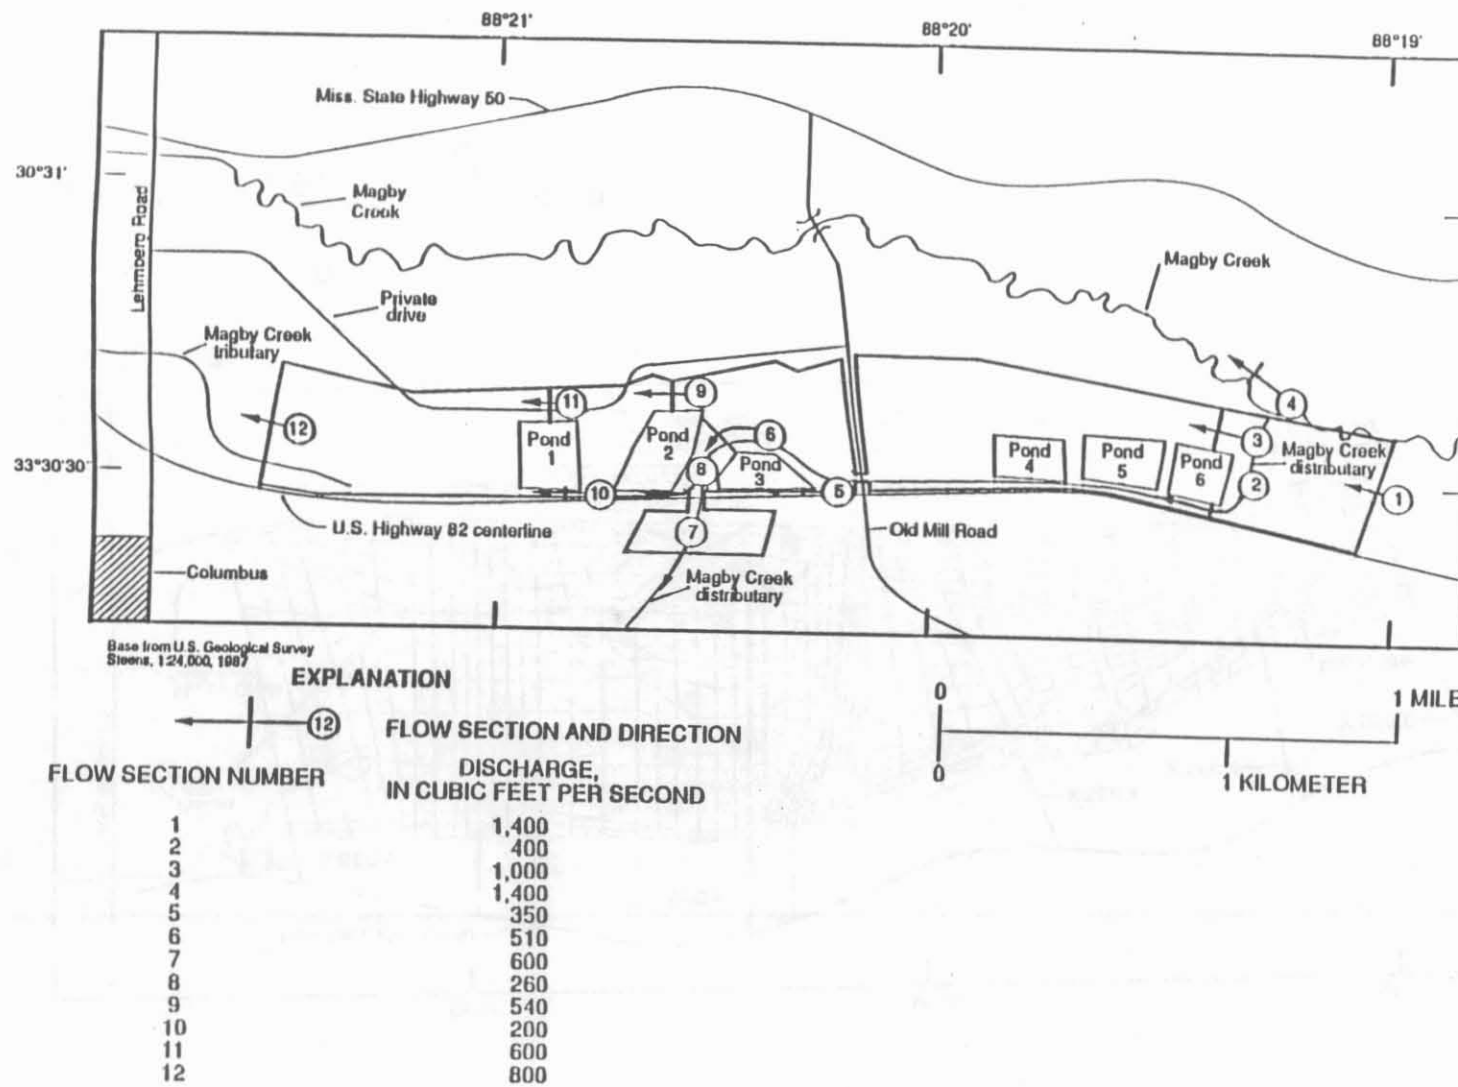 88°21'
88°20'
88°19'
Miss. State Highway 50
30°31'
Magby
Creek
Lehmberg Road
Magby Creek
Private
drive
Magby Creek
tributary
11
9
4
12
6
3
Pond
1
Pond
2
8
Pond
3
Pond
4
Pond
5
Pond
6
Magby Creek
distributary
33°30'30"
10
5
2
1
U.S. Highway 82 centerline
7
Old Mill Road
Columbus
Magby Creek
distributary
Base from U.S. Geological Survey
Steens, 1:24,000, 1987
EXPLANATION
12
FLOW SECTION AND DIRECTION
0
1 MILE
0
1 KILOMETER
FLOW SECTION NUMBER
DISCHARGE,
IN CUBIC FEET PER SECOND
1 1,400
2 400
3 1,000
4 1,400
5 350
6 510
7 600
8 260
9 540
10 200
11 600
12 800